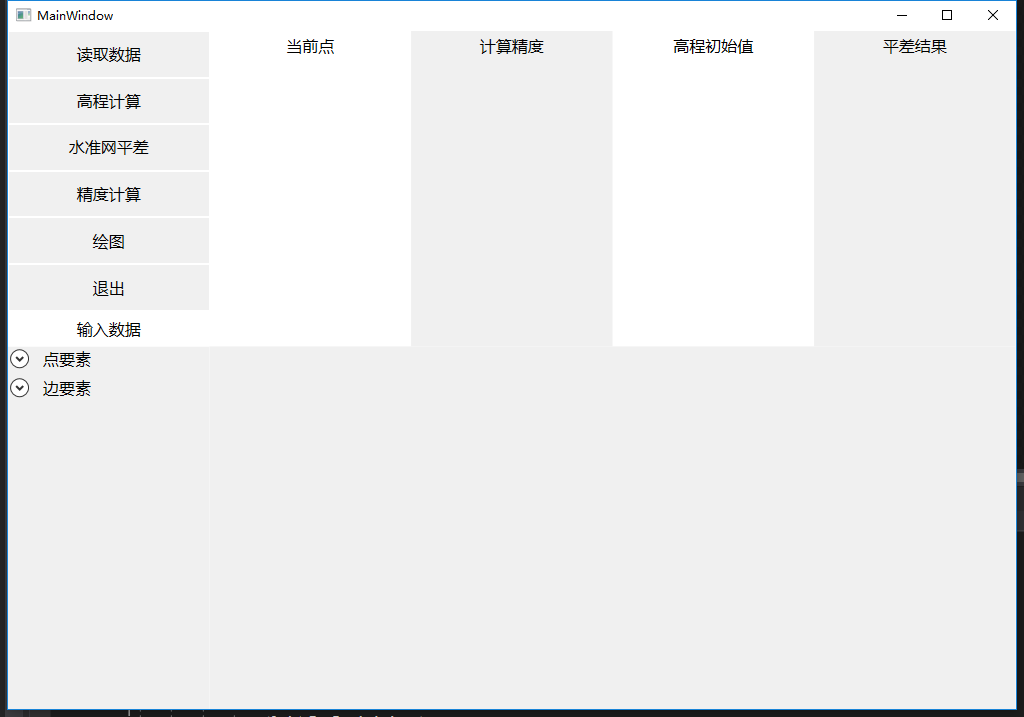 MainWindow
读取数据
高程计算
水准网平差
精度计算
绘图
退出
输入数据
点要素
边要素
当前点
计算精度
高程初始值
平差结果